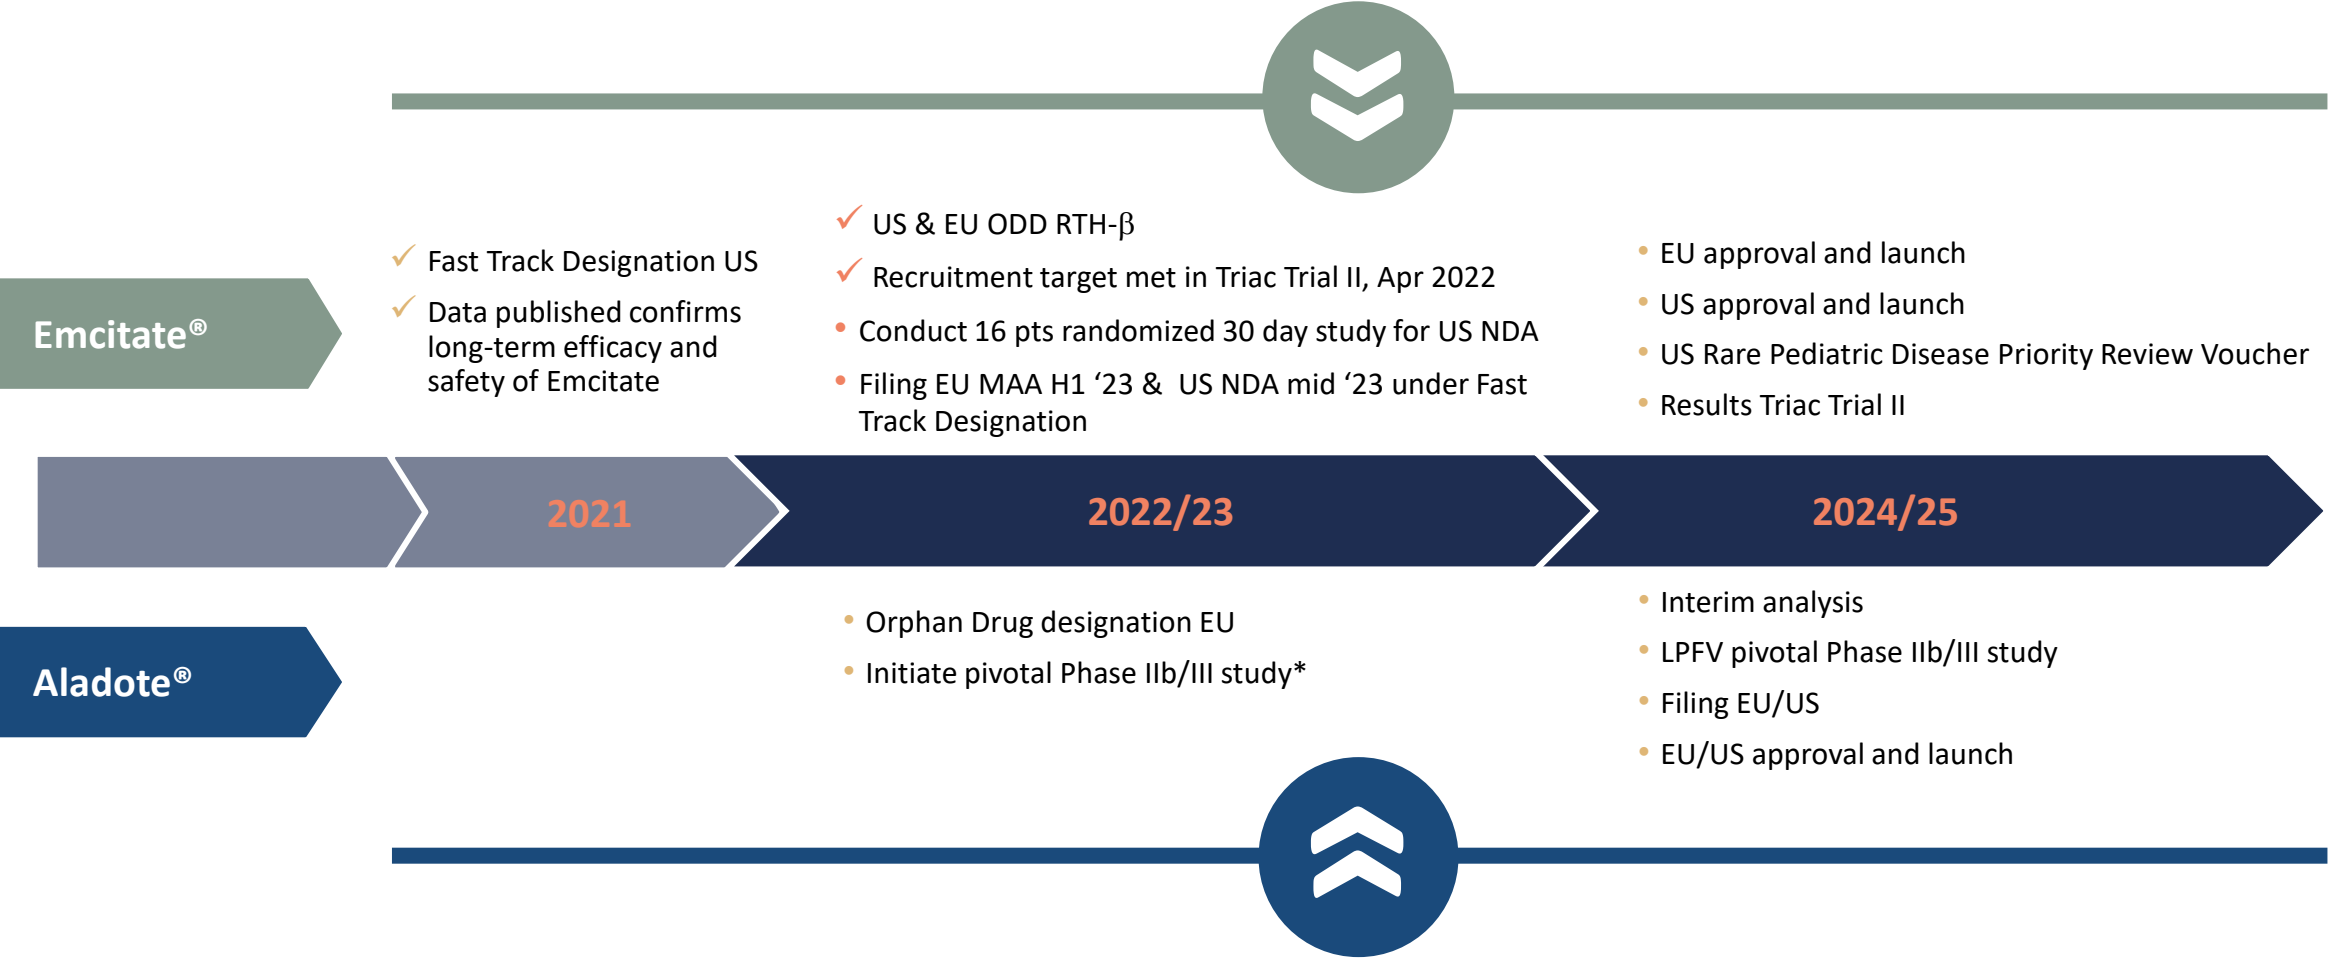 Emcitate®
✓ Fast Track Designation US
✓ Data published confirms
long-term efficacy and
safety of Emcitate
✓ US & EU ODD RTH-β
✓ Recruitment target met in Triac Trial II, Apr 2022
• Conduct 16 pts randomized 30 day study for US NDA
• Filing EU MAA H1 ‘23 & US NDA mid ‘23 under Fast
Track Designation
• EU approval and launch
• US approval and launch
• US Rare Pediatric Disease Priority Review Voucher
• Results Triac Trial II
2021
2022/23
2024/25
Aladote®
• Orphan Drug designation EU
• Initiate pivotal Phase IIb/III study*
• Interim analysis
• LPFV pivotal Phase IIb/III study
• Filing EU/US
• EU/US approval and launch